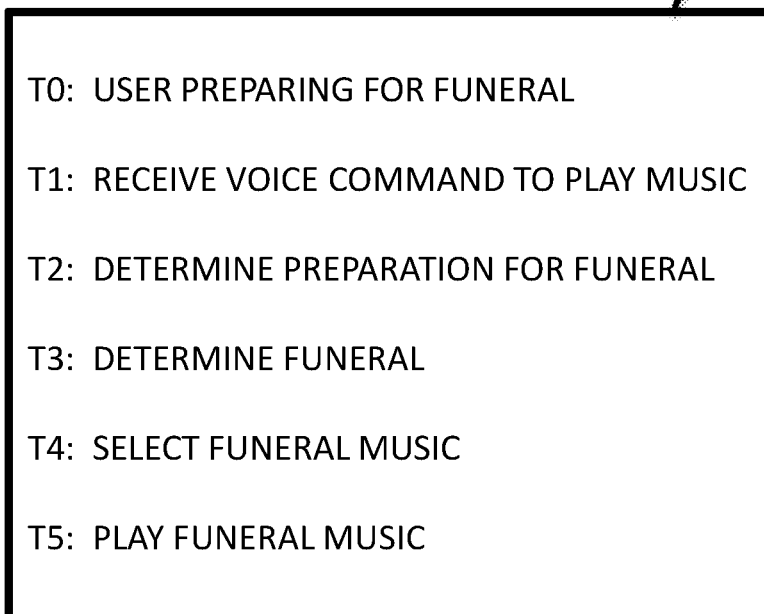 T0: USER PREPARING FOR FUNERAL
T1: RECEIVE VOICE COMMAND TO PLAY MUSIC
T2: DETERMINE PREPARATION FOR FUNERAL
T3: DETERMINE FUNERAL
T4: SELECT FUNERAL MUSIC
T5: PLAY FUNERAL MUSIC